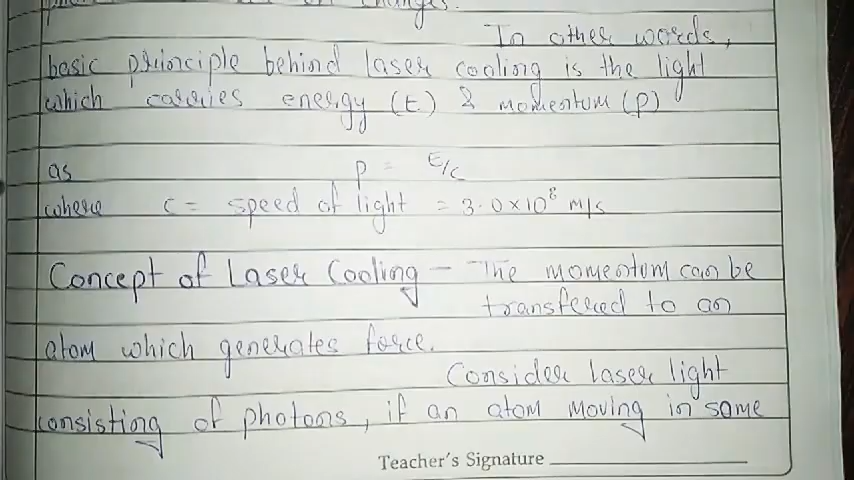 changes.
In other words,
basic principle behind laser cooling is the light
which carries energy (E) & momentum (p)
as p = E/c
where c = speed of light = 3.0×10⁸ m/s
Concept of Laser Cooling – The momentum can be
transfered to an
atom which generates force.
Consider laser light
consisting of photons, if an atom moving in same
Teacher's Signature